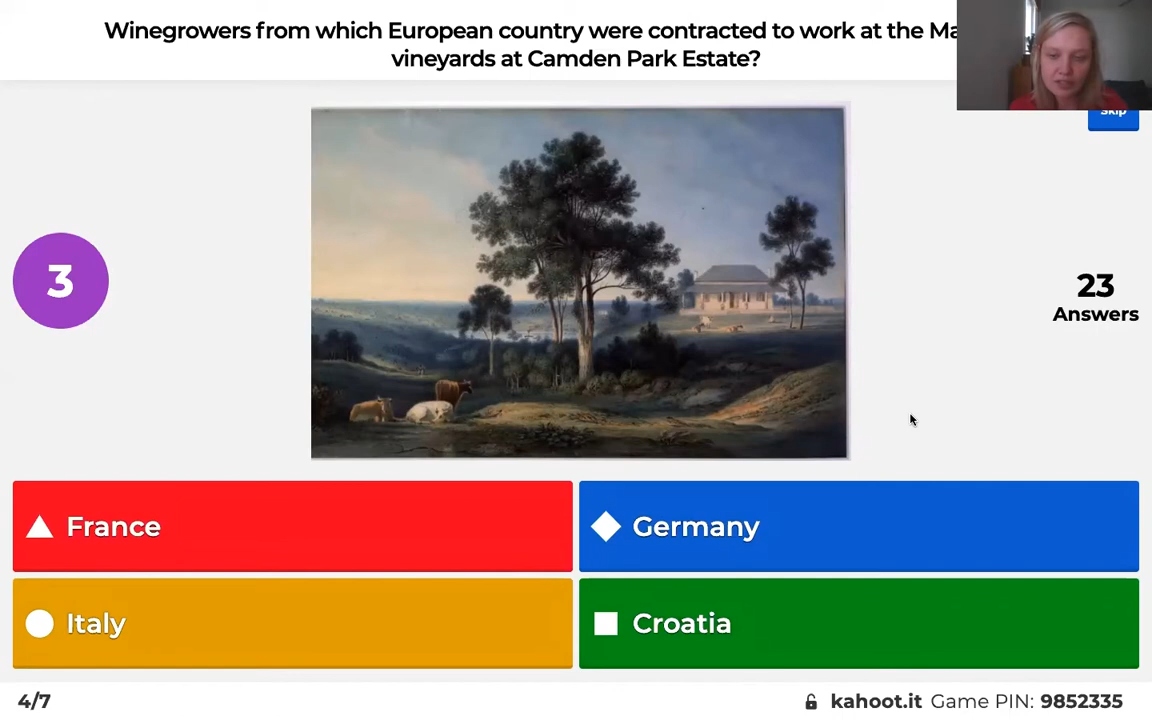 Winegrowers from which European country were contracted to work at the
vineyards at Camden Park Estate?
Skip
3
23
Answers
France
Germany
Italy
Croatia
4/7
kahoot.it Game PIN: 9852335